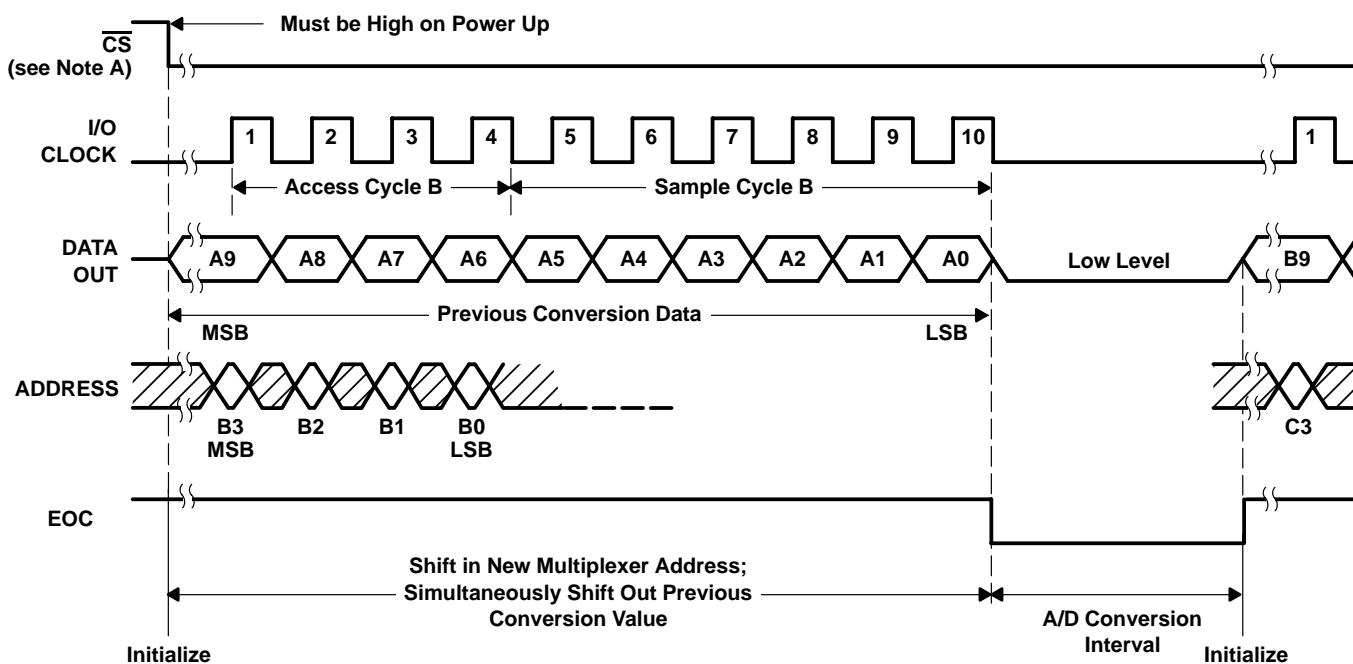 Must be High on Power Up
CS
(see Note A)
I/O
CLOCK
1 2 3 4 5 6 7 8 9 10 1
Access Cycle B
Sample Cycle B
DATA
OUT
A9 A8 A7 A6 A5 A4 A3 A2 A1 A0
Low Level
B9
Previous Conversion Data
MSB
LSB
ADDRESS
B3 B2 B1 B0
MSB
LSB
C3
EOC
Shift in New Multiplexer Address;
Simultaneously Shift Out Previous
Conversion Value
A/D Conversion
Interval
Initialize
Initialize